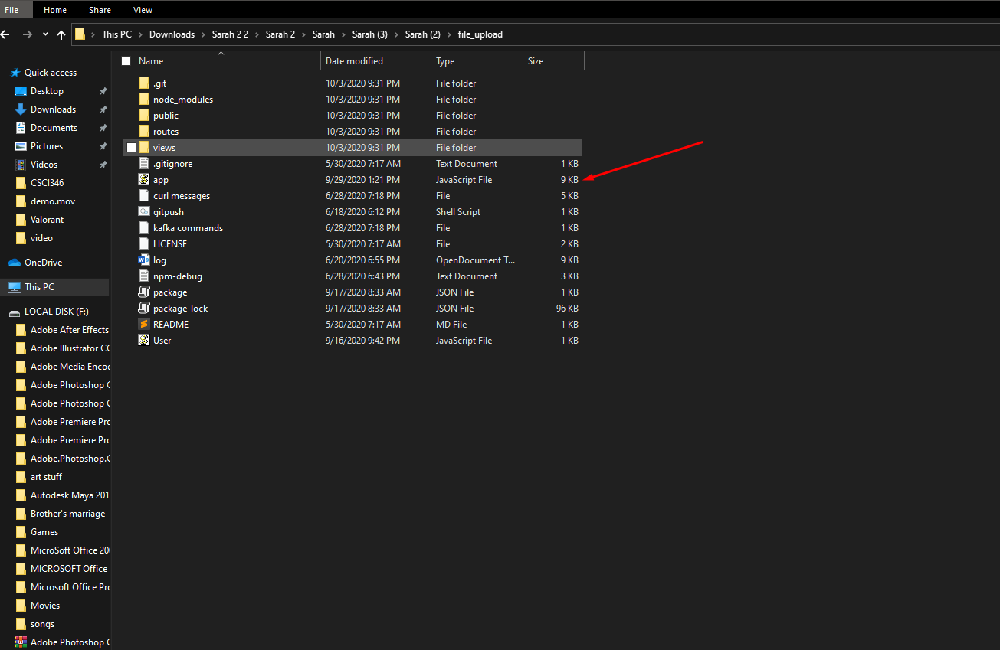 File Home Share View
This PC Downloads Sarah 2 2 Sarah 2 Sarah Sarah (3) Sarah (2) file_upload
Name Date modified Type Size
Quick access
Desktop
Downloads
Documents
Pictures
Videos
CSCI346
demo.mov
Valorant
video
OneDrive
This PC
LOCAL DISK (F:)
Adobe After Effects
Adobe Illustrator CC
Adobe Media Encod
Adobe Photoshop C
Adobe Photoshop C
Adobe Premiere Pro
Adobe Premiere Pro
Adobe.Photoshop.C
art stuff
Autodesk Maya 201
Brother's marriage
Games
MicroSoft Office 200
MICROSOFT Office
Microsoft Office Pro
Movies
songs
Adobe Photoshop C
.git 10/3/2020 9:31 PM File folder
node_modules 10/3/2020 9:31 PM File folder
public 10/3/2020 9:31 PM File folder
routes 10/3/2020 9:31 PM File folder
views 10/3/2020 9:31 PM File folder
.gitignore 5/30/2020 7:17 AM Text Document 1 KB
app 9/29/2020 1:21 PM JavaScript File 9 KB
curl messages 6/28/2020 7:18 PM File 5 KB
gitpush 6/18/2020 6:12 PM Shell Script 1 KB
kafka commands 6/28/2020 7:18 PM File 1 KB
LICENSE 5/30/2020 7:17 AM File 2 KB
log 6/20/2020 6:55 PM OpenDocument T... 9 KB
npm-debug 6/28/2020 6:43 PM Text Document 3 KB
package 9/17/2020 8:33 AM JSON File 1 KB
package-lock 9/17/2020 8:33 AM JSON File 96 KB
README 5/30/2020 7:17 AM MD File 1 KB
User 9/16/2020 9:42 PM JavaScript File 1 KB